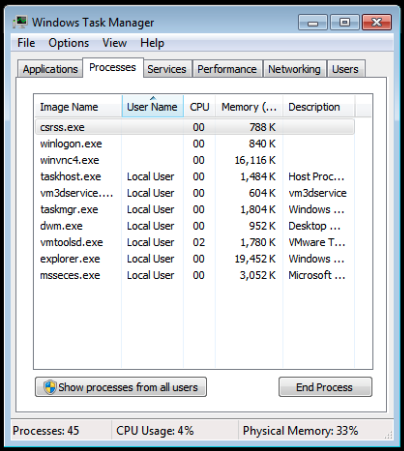 Windows Task Manager
File Options View Help
Applications Processes Services Performance Networking Users
Image Name User Name CPU Memory (... Description
csrss.exe 00 788 K
winlogon.exe 00 840 K
winvnc4.exe 00 16,116 K
taskhost.exe Local User 00 1,484 K Host Proc...
vm3dservice.... Local User 00 604 K vm3dservice
taskmgr.exe Local User 00 1,804 K Windows ...
dwm.exe Local User 00 952 K Desktop ...
vmtoolsd.exe Local User 02 1,780 K VMware T...
explorer.exe Local User 00 19,452 K Windows ...
msseces.exe Local User 00 3,052 K Microsoft ...
Show processes from all users End Process
Processes: 45 CPU Usage: 4% Physical Memory: 33%